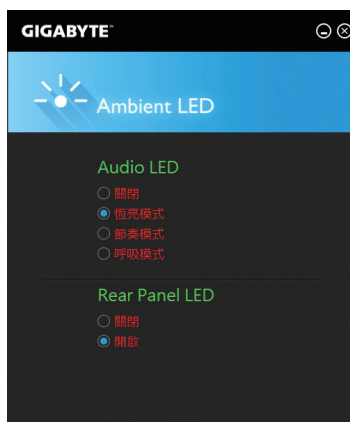 GIGABYTE™
Ambient LED
Audio LED
關閉
恆亮模式
節奏模式
呼吸模式
Rear Panel LED
關閉
開啟